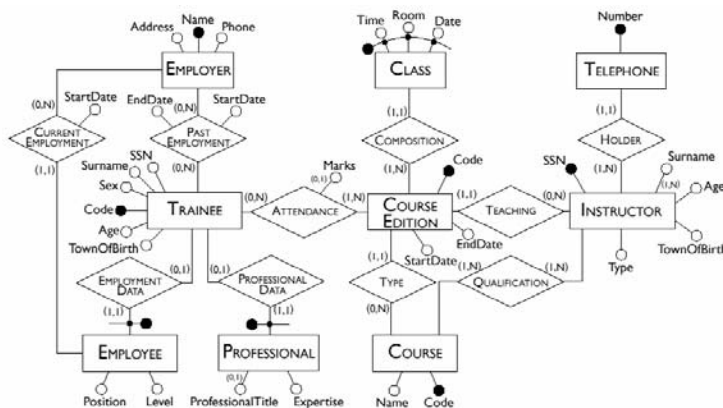 Name
Address Phone
EMPLOYER
Time Room Date
CLASS
Number
TELEPHONE
(0,N) (0,N) (1,1) (1,1)
StartDate EndDate StartDate
CURRENT EMPLOYMENT
PAST EMPLOYMENT
COMPOSITION
HOLDER
(1,1) (0,N) (1,N) (1,N)
Surname SSN
Sex
Code
Age
TownOfBirth
TRAINEE
(0,N)
ATTENDANCE
Marks
(0,1)
(1,N)
COURSE EDITION
Code
EndDate
StartDate
(1,1)
TEACHING
(0,N)
INSTRUCTOR
SSN
Surname
(1,N)
Age
TownOfBirth
Type
(0,1) (0,1) (1,1) (1,N) (1,N)
EMPLOYMENT DATA
PROFESSIONAL DATA
TYPE
QUALIFICATION
(1,1) (1,1) (0,N)
EMPLOYEE
PROFESSIONAL
COURSE
(0,1)
Position Level ProfessionalTitle Expertise Name Code